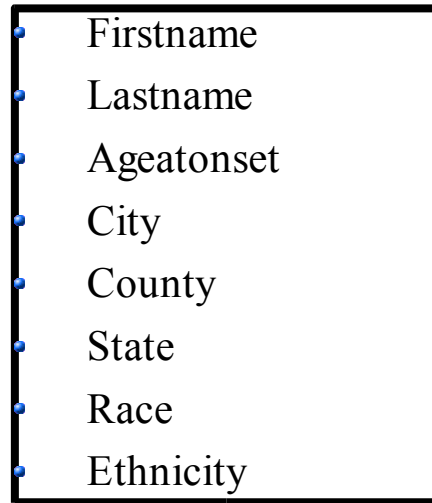 Firstname
Lastname
Ageatonset
City
County
State
Race
Ethnicity